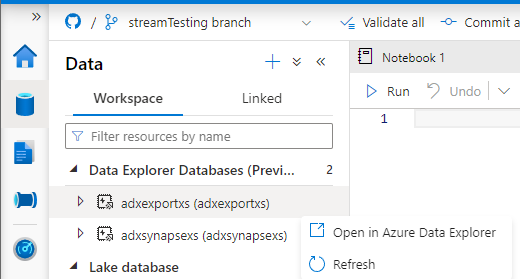 streamTesting branch
Validate all
Commit a
Data
Notebook 1
Workspace
Linked
Run
Undo
1
Filter resources by name
Data Explorer Databases (Previ...
2
adxexportxs (adxexportxs)
adxsynapsexs (adxsynapsexs)
Open in Azure Data Explorer
Refresh
Lake database